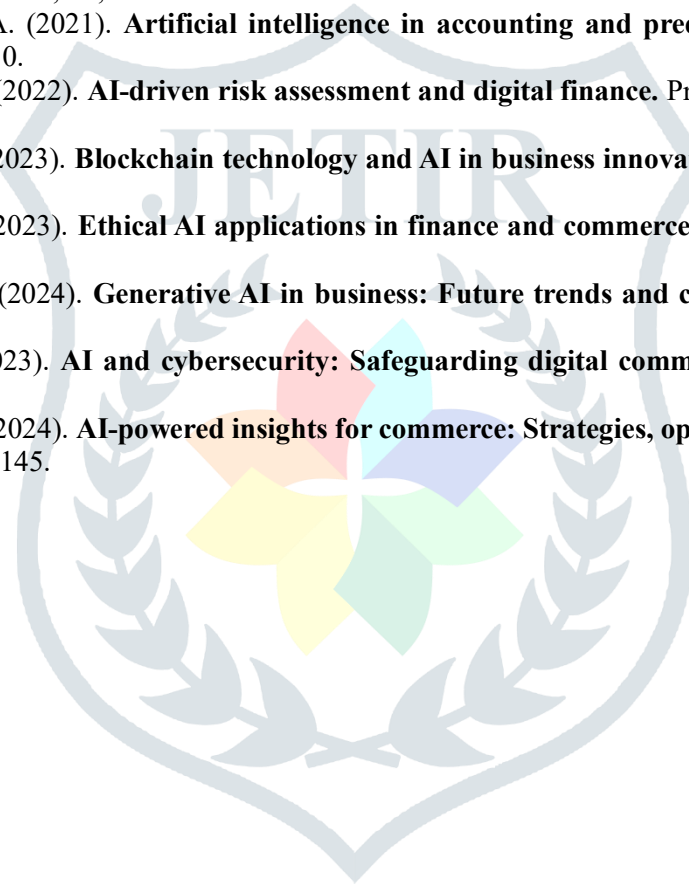 A. (2021). Artificial intelligence in accounting and pred
0.
(2022). AI-driven risk assessment and digital finance. Pr
2023). Blockchain technology and AI in business innova
2023). Ethical AI applications in finance and commerce
(2024). Generative AI in business: Future trends and c
023). AI and cybersecurity: Safeguarding digital comm
2024). AI-powered insights for commerce: Strategies, op
145.
JETIR